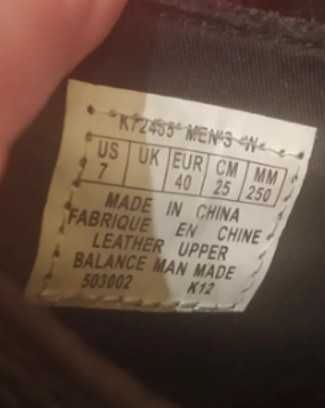 K72455 MEN'S W
US UK EUR CM MM
7 40 25 250
MADE IN CHINA
FABRIQUE EN CHINE
LEATHER UPPER
BALANCE MAN MADE
503002 K12